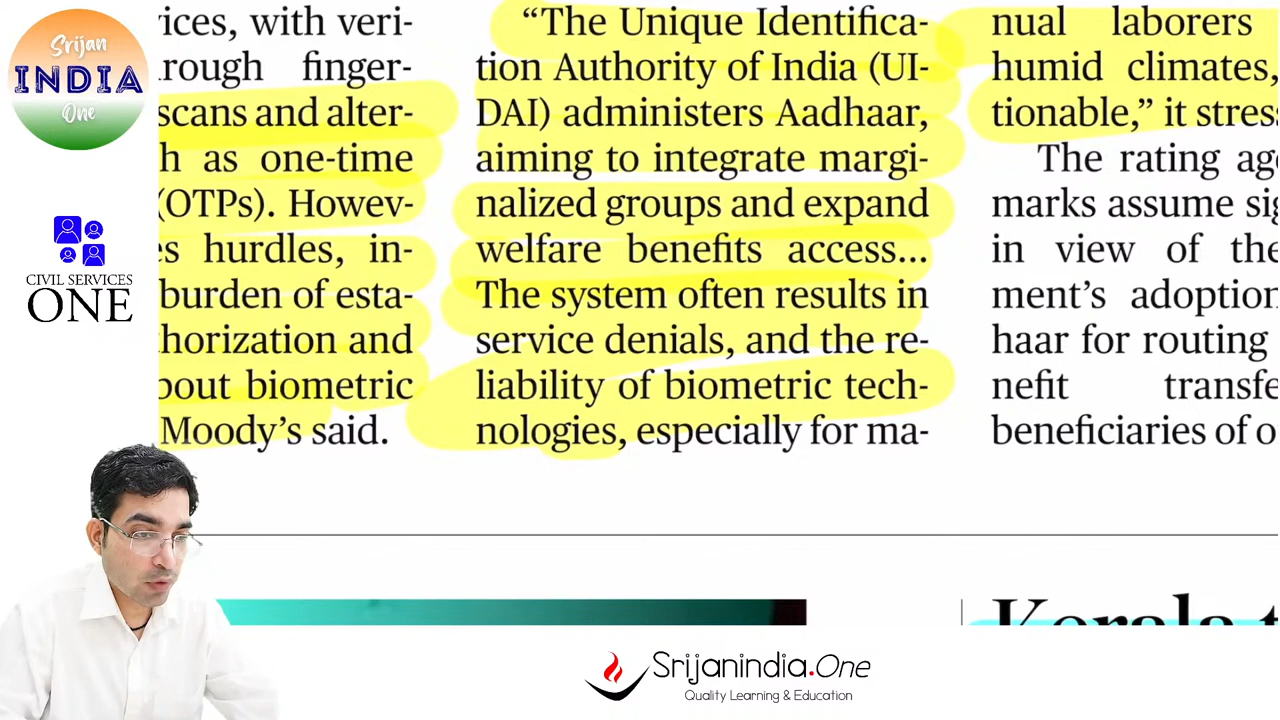 Srijan
INDIA
One
CIVIL SERVICES
ONE
ices, with veri-
rough finger-
scans and alter-
h as one-time
(OTPs). Howev-
es hurdles, in-
burden of esta-
horization and
bout biometric
Moody’s said.
“The Unique Identifica-
tion Authority of India (UI-
DAI) administers Aadhaar,
aiming to integrate margi-
nalized groups and expand
welfare benefits access...
The system often results in
service denials, and the re-
liability of biometric tech-
nologies, especially for ma-
nual laborers
humid climates,
tionable,” it stress
The rating age
marks assume sig
in view of the
ment’s adoption
haar for routing
nefit transfe
beneficiaries of o
Kerala t
Srijanindia.One
Quality Learning & Education